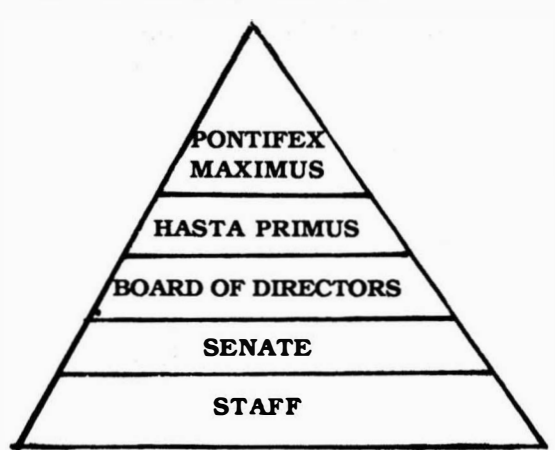 PONTIFEX
MAXIMUS
HASTA PRIMUS
BOARD OF DIRECTORS
SENATE
STAFF